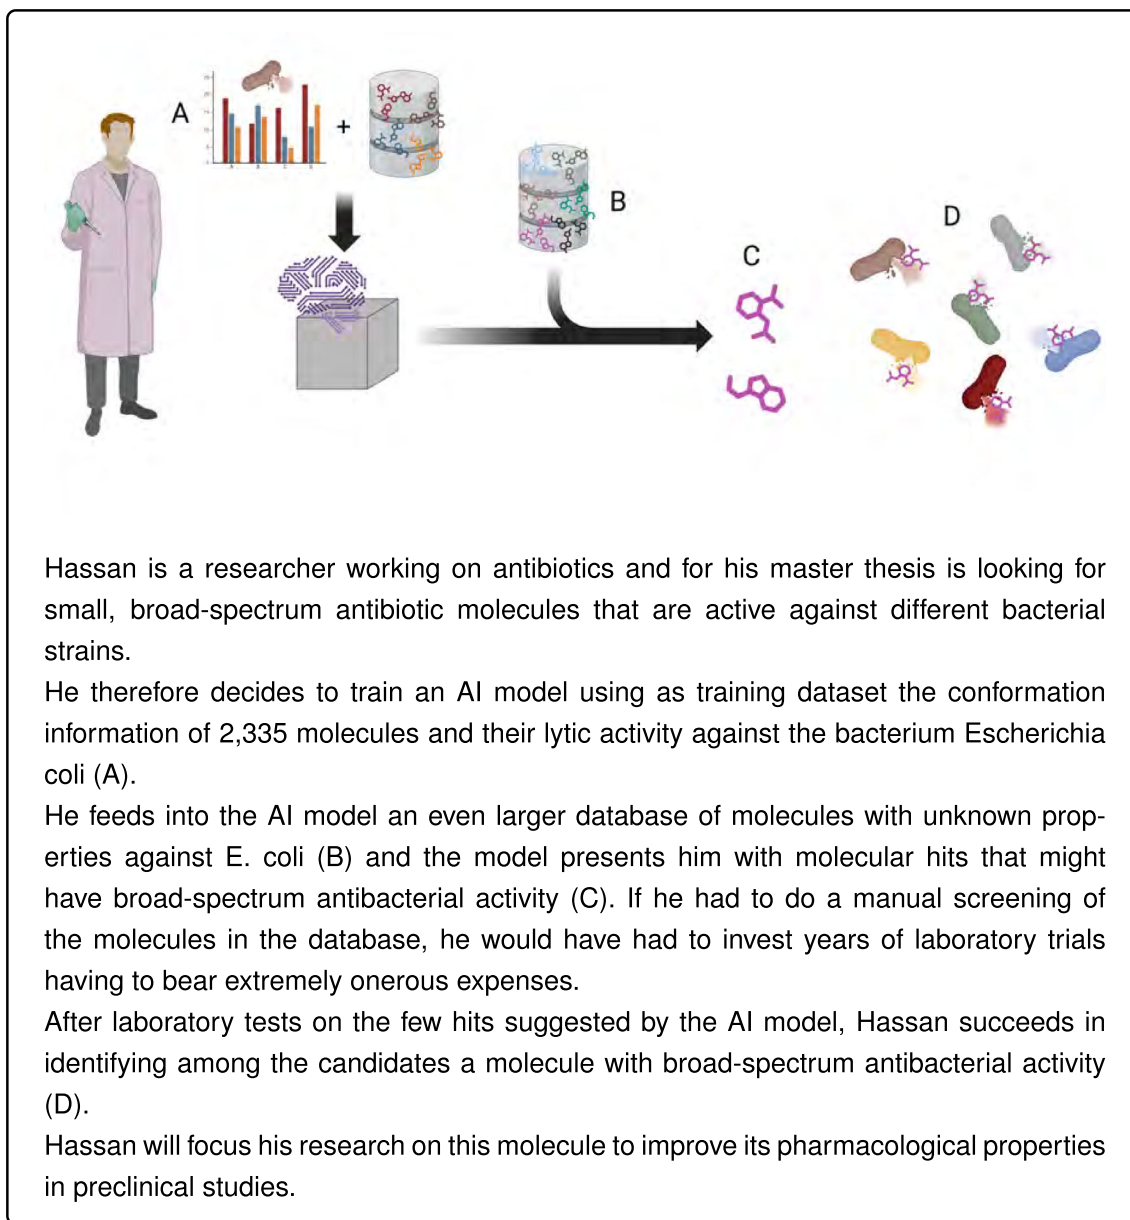 A
+
B
C
D
A B C D
Hassan is a researcher working on antibiotics and for his master thesis is looking for
small, broad-spectrum antibiotic molecules that are active against different bacterial
strains.
He therefore decides to train an AI model using as training dataset the conformation
information of 2,335 molecules and their lytic activity against the bacterium Escherichia
coli (A).
He feeds into the AI model an even larger database of molecules with unknown prop-
erties against E. coli (B) and the model presents him with molecular hits that might
have broad-spectrum antibacterial activity (C). If he had to do a manual screening of
the molecules in the database, he would have had to invest years of laboratory trials
having to bear extremely onerous expenses.
After laboratory tests on the few hits suggested by the AI model, Hassan succeeds in
identifying among the candidates a molecule with broad-spectrum antibacterial activity
(D).
Hassan will focus his research on this molecule to improve its pharmacological properties
in preclinical studies.